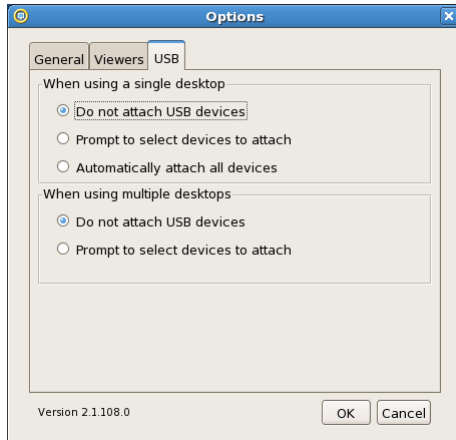 Options
General Viewers USB
When using a single desktop
Do not attach USB devices
Prompt to select devices to attach
Automatically attach all devices
When using multiple desktops
Do not attach USB devices
Prompt to select devices to attach
Version 2.1.108.0 OK Cancel